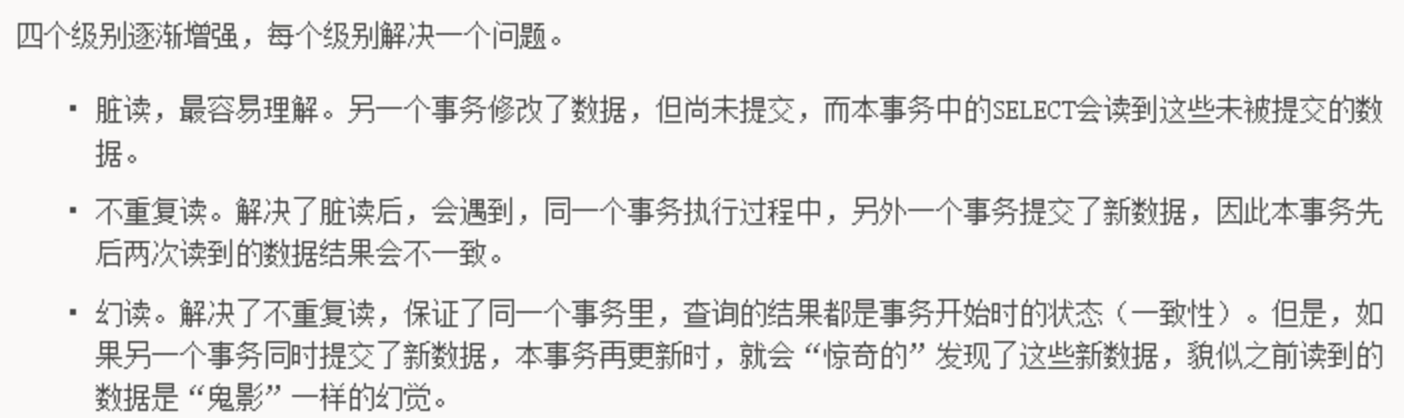 四个级别逐渐增强，每个级别解决一个问题。
▪ 脏读，最容易理解。另一个事务修改了数据，但尚未提交，而本事务中的SELECT会读到这些未被提交的数
据。
▪ 不重复读。解决了脏读后，会遇到，同一个事务执行过程中，另外一个事务提交了新数据，因此本事务先
后两次读到的数据结果会不一致。
▪ 幻读。解决了不重复读，保证了同一个事务里，查询的结果都是事务开始时的状态（一致性）。但是，如
果另一个事务同时提交了新数据，本事务再更新时，就会“惊奇的”发现了这些新数据，貌似之前读到的
数据是“鬼影”一样的幻觉。